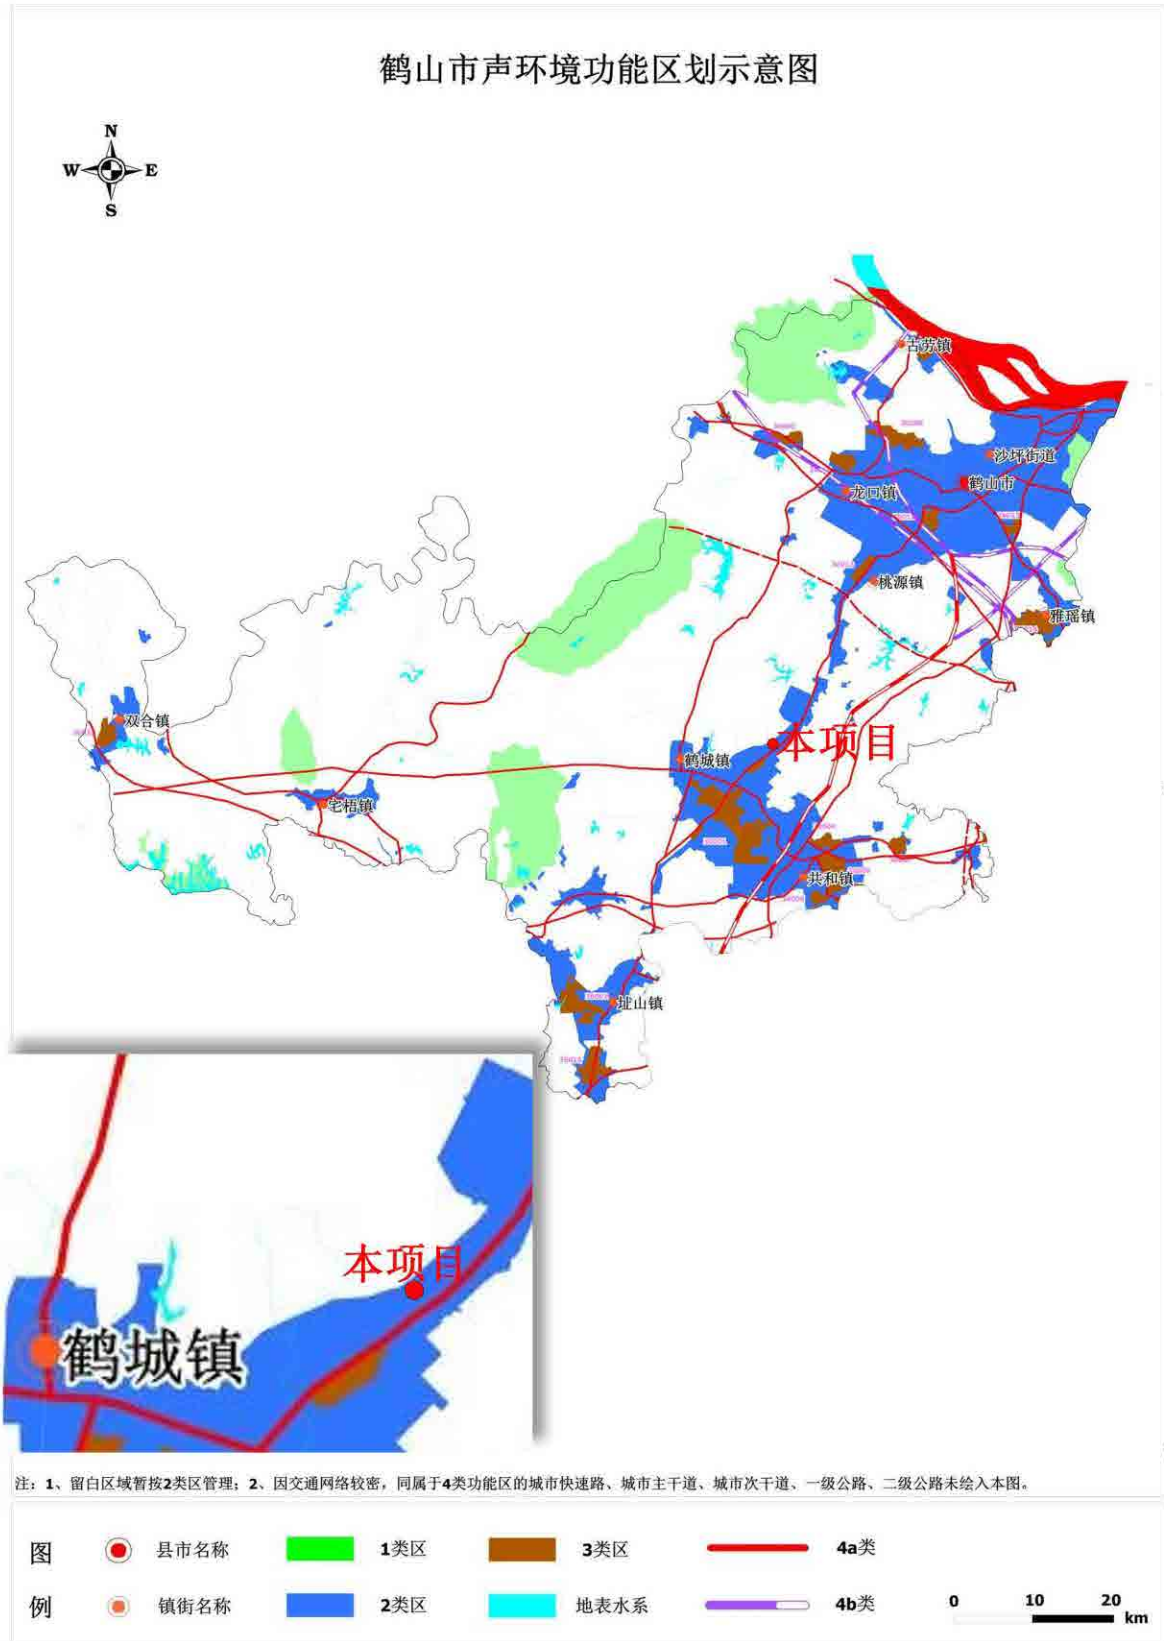 鹤山市声环境功能区划示意图
N
W E
S
古劳镇
沙坪街道
鹤山市
龙口镇
桃源镇
雅瑶镇
双合镇
本项目
鹤城镇
宅梧镇
共和镇
址山镇
本项目
鹤城镇
注：1、留白区域暂按2类区管理；2、因交通网络较密，同属于4类功能区的城市快速路、城市主干道、城市次干道、一级公路、二级公路未绘入本图。
图 县市名称 1类区 3类区 4a类
例 镇街名称 2类区 地表水系 4b类
0 10 20
km